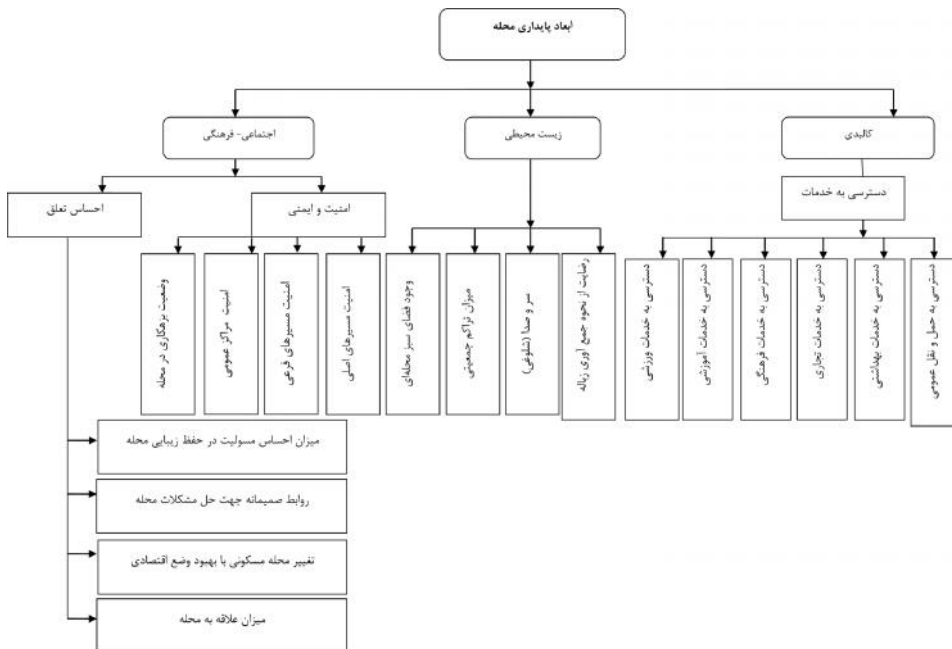 ابعاد پایداری محله
کالبدی
زیست محیطی
اجتماعی- فرهنگی
دسترسی به خدمات
امنیت و ایمنی
احساس تعلق
دسترسی به حمل و نقل عمومی
دسترسی به خدمات بهداشتی
دسترسی به خدمات تجاری
دسترسی به خدمات فرهنگی
دسترسی به خدمات آموزشی
دسترسی به خدمات ورزشی
رضایت از نحوه جمع آوری زباله
سر و صدا (شلوغی)
میزان تراکم جمعیتی
وجود فضای سبز محله‌ای
امنیت مسیرهای اصلی
امنیت مسیرهای فرعی
امنیت مراکز عمومی
وضعیت بزهکاری در محله
میزان احساس مسولیت در حفظ زیبایی محله
روابط صمیمانه جهت حل مشکلات محله
تغییر محله مسکونی با بهبود وضع اقتصادی
میزان علاقه به محله